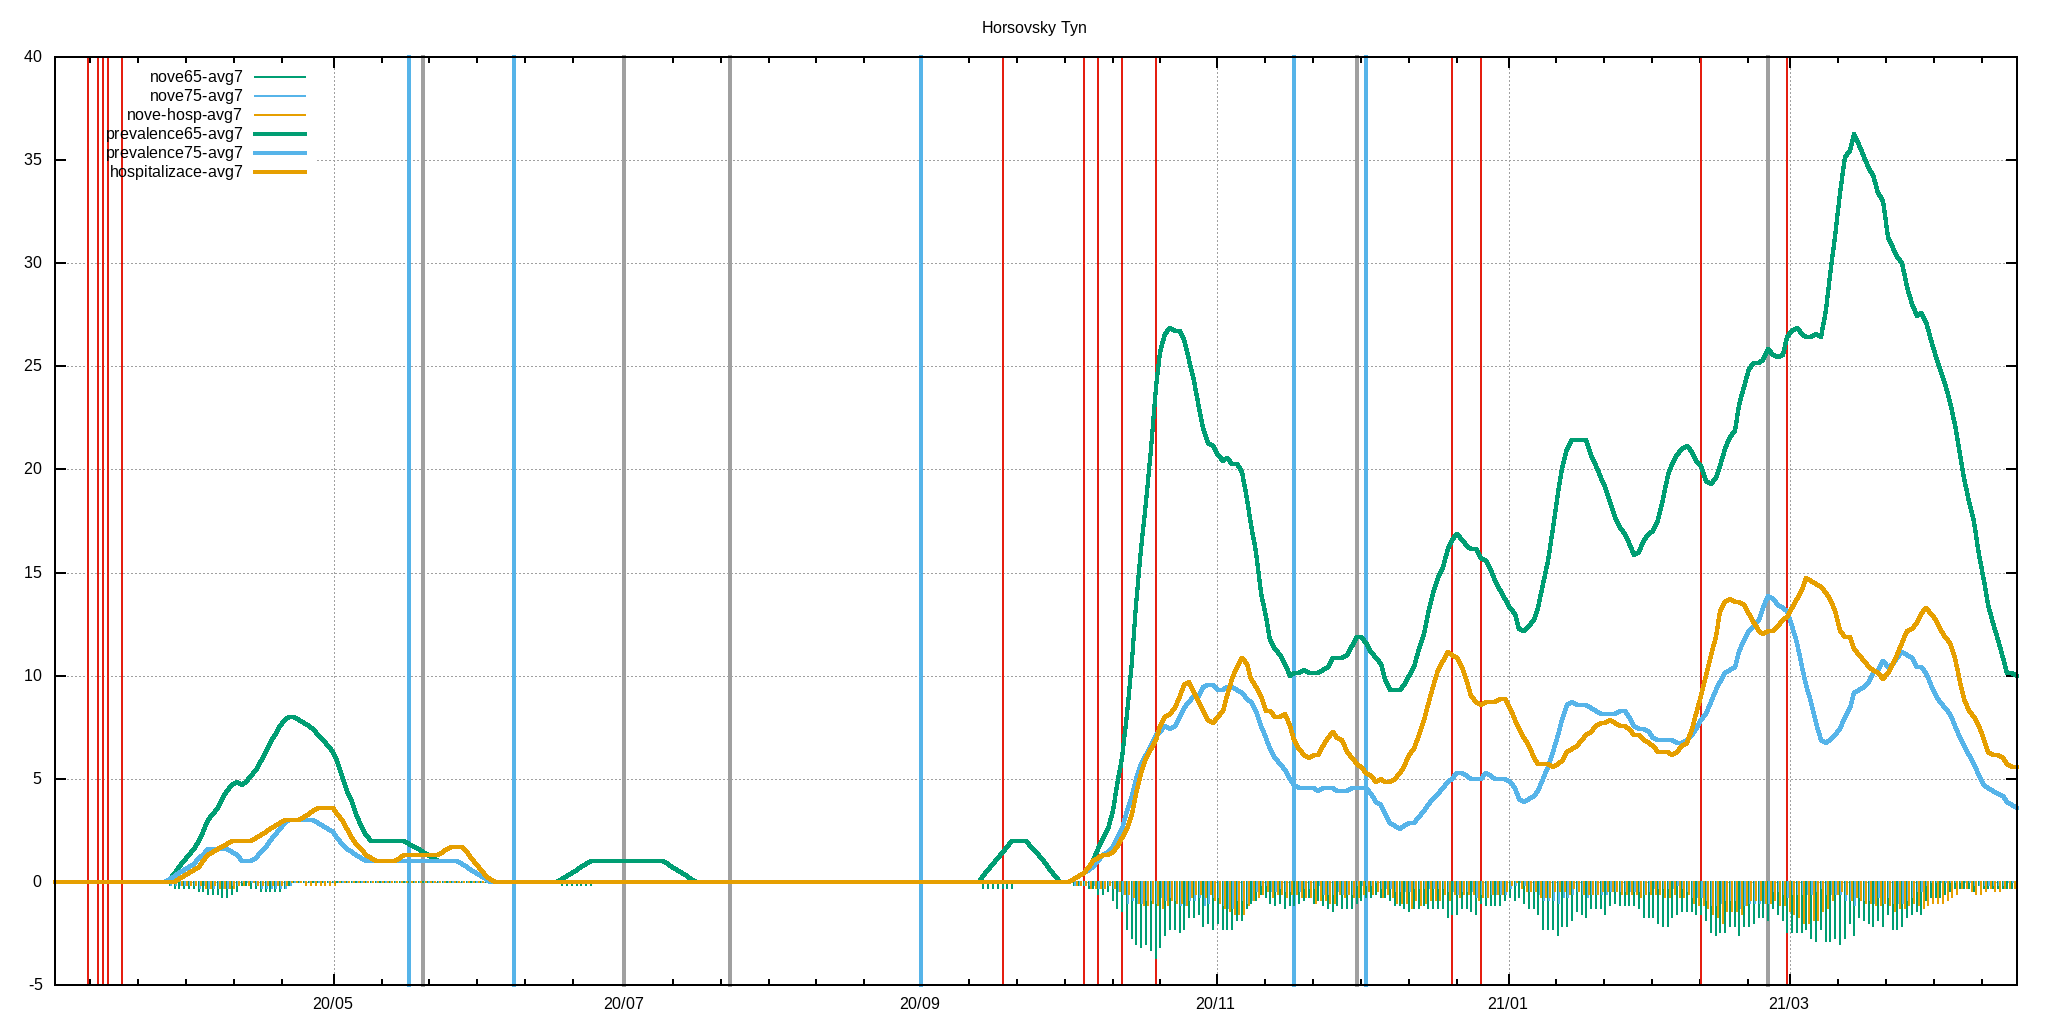 Horsovsky Tyn
40
35
30
25
20
15
10
5
0
-5
nove65-avg7
nove75-avg7
nove-hosp-avg7
prevalence65-avg7
prevalence75-avg7
hospitalizace-avg7
20/05 20/07 20/09 20/11 21/01 21/03